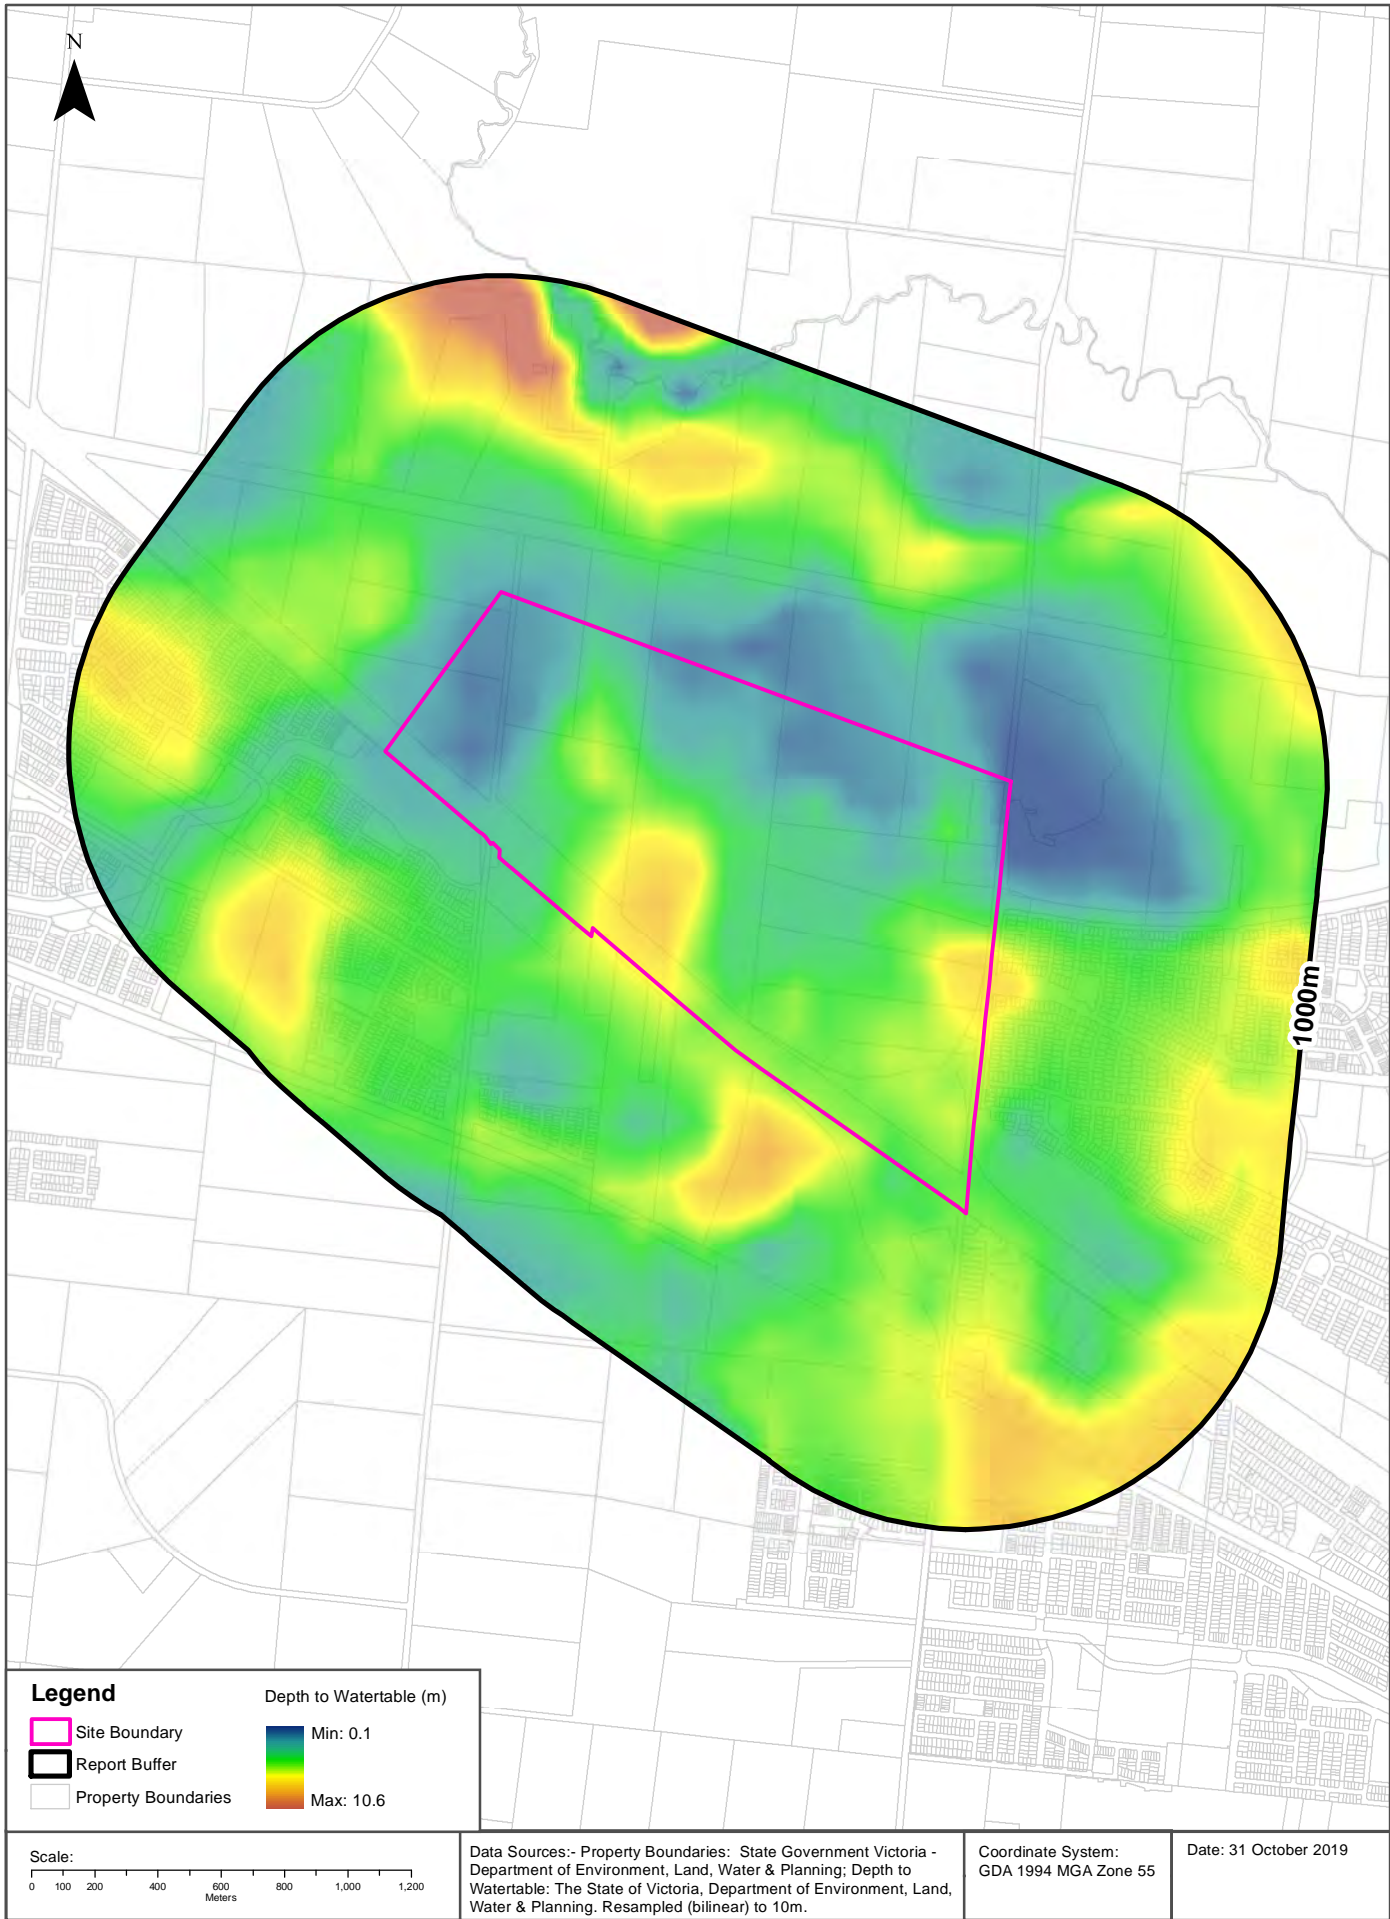 N
1000m
Legend
Depth to Watertable (m)
Site Boundary
Min: 0.1
Report Buffer
Property Boundaries
Max: 10.6
Scale:
0 100 200 400 600 800 1,000 1,200
Meters
Data Sources:- Property Boundaries: State Government Victoria -
Department of Environment, Land, Water & Planning; Depth to
Watertable: The State of Victoria, Department of Environment, Land,
Water & Planning. Resampled (bilinear) to 10m.
Coordinate System:
GDA 1994 MGA Zone 55
Date: 31 October 2019